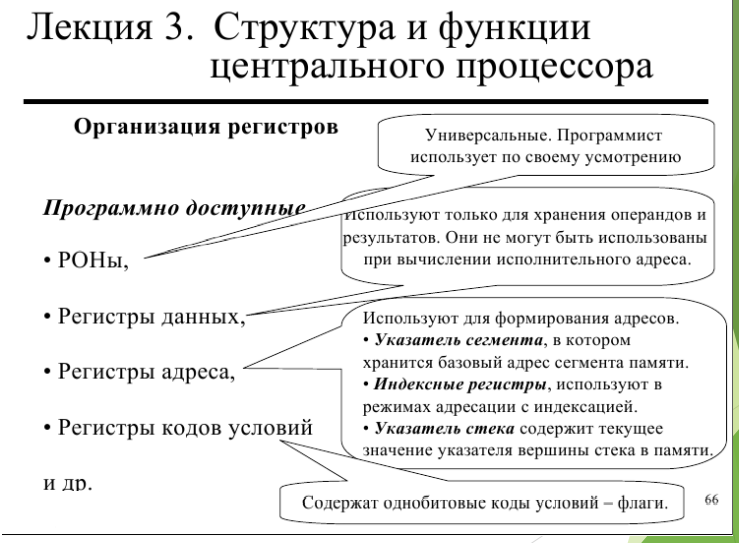 Лекция 3. Структура и функции
центрального процессора
Организация регистров
Универсальные. Программист
использует по своему усмотрению
Программно доступные
Используют только для хранения операндов и
результатов. Они не могут быть использованы
при вычислении исполнительного адреса.
• РОНы,
• Регистры данных,
Используют для формирования адресов.
• Указатель сегмента, в котором
хранится базовый адрес сегмента памяти.
• Индексные регистры, используют в
режимах адресации с индексацией.
• Указатель стека содержит текущее
значение указателя вершины стека в памяти.
• Регистры адреса,
• Регистры кодов условий
и др.
Содержат однобитовые коды условий – флаги.
66